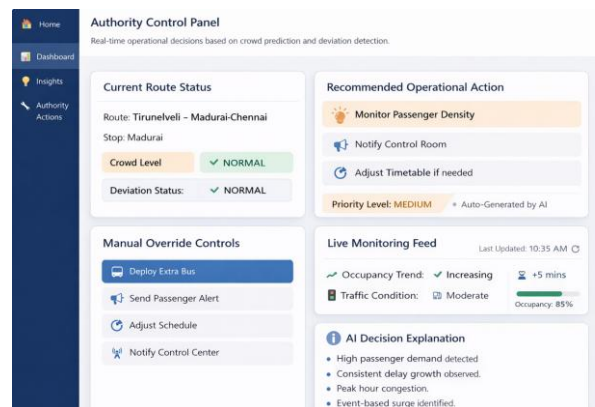 Home
Dashboard
Insights
Authority
Actions
Authority Control Panel
Real-time operational decisions based on crowd prediction and deviation detection.
Current Route Status
Route: Tirunelveli – Madurai-Chennai
Stop: Madurai
Crowd Level ✓ NORMAL
Deviation Status: ✓ NORMAL
Recommended Operational Action
Monitor Passenger Density
Notify Control Room
Adjust Timetable if needed
Priority Level: MEDIUM • Auto-Generated by AI
Manual Override Controls
Deploy Extra Bus
Send Passenger Alert
Adjust Schedule
Notify Control Center
Live Monitoring Feed Last Updated: 10:35 AM
Occupancy Trend: ✓ Increasing +5 mins
Traffic Condition: Moderate
Occupancy: 85%
AI Decision Explanation
• High passenger demand detected
• Consistent delay growth observed.
• Peak hour congestion.
• Event-based surge identified.